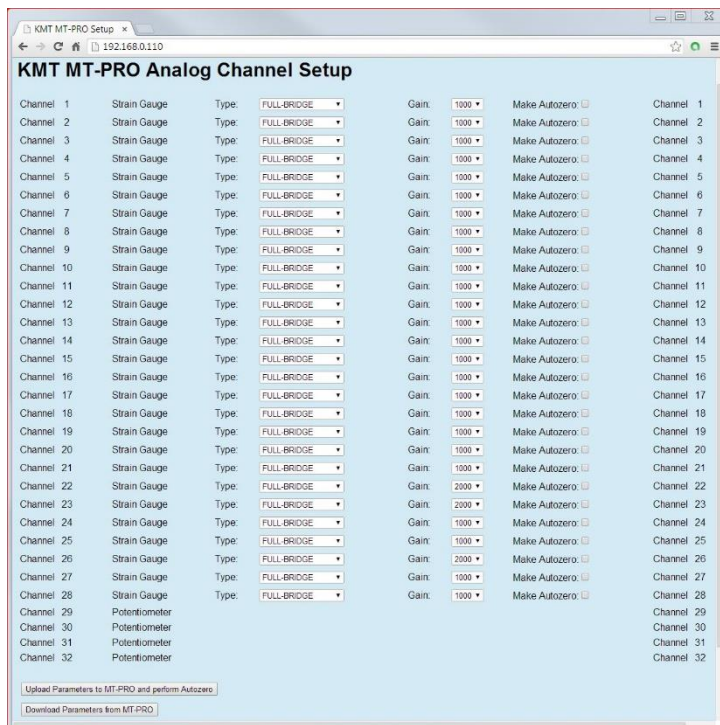 KMT MT-PRO Setup
192.168.0.110
KMT MT-PRO Analog Channel Setup
Channel 1 Strain Gauge Type: FULL-BRIDGE Gain: 1000 Make Autozero: Channel 1
Channel 2 Strain Gauge Type: FULL-BRIDGE Gain: 1000 Make Autozero: Channel 2
Channel 3 Strain Gauge Type: FULL-BRIDGE Gain: 1000 Make Autozero: Channel 3
Channel 4 Strain Gauge Type: FULL-BRIDGE Gain: 1000 Make Autozero: Channel 4
Channel 5 Strain Gauge Type: FULL-BRIDGE Gain: 1000 Make Autozero: Channel 5
Channel 6 Strain Gauge Type: FULL-BRIDGE Gain: 1000 Make Autozero: Channel 6
Channel 7 Strain Gauge Type: FULL-BRIDGE Gain: 1000 Make Autozero: Channel 7
Channel 8 Strain Gauge Type: FULL-BRIDGE Gain: 1000 Make Autozero: Channel 8
Channel 9 Strain Gauge Type: FULL-BRIDGE Gain: 1000 Make Autozero: Channel 9
Channel 10 Strain Gauge Type: FULL-BRIDGE Gain: 1000 Make Autozero: Channel 10
Channel 11 Strain Gauge Type: FULL-BRIDGE Gain: 1000 Make Autozero: Channel 11
Channel 12 Strain Gauge Type: FULL-BRIDGE Gain: 1000 Make Autozero: Channel 12
Channel 13 Strain Gauge Type: FULL-BRIDGE Gain: 1000 Make Autozero: Channel 13
Channel 14 Strain Gauge Type: FULL-BRIDGE Gain: 1000 Make Autozero: Channel 14
Channel 15 Strain Gauge Type: FULL-BRIDGE Gain: 1000 Make Autozero: Channel 15
Channel 16 Strain Gauge Type: FULL-BRIDGE Gain: 1000 Make Autozero: Channel 16
Channel 17 Strain Gauge Type: FULL-BRIDGE Gain: 1000 Make Autozero: Channel 17
Channel 18 Strain Gauge Type: FULL-BRIDGE Gain: 1000 Make Autozero: Channel 18
Channel 19 Strain Gauge Type: FULL-BRIDGE Gain: 1000 Make Autozero: Channel 19
Channel 20 Strain Gauge Type: FULL-BRIDGE Gain: 1000 Make Autozero: Channel 20
Channel 21 Strain Gauge Type: FULL-BRIDGE Gain: 1000 Make Autozero: Channel 21
Channel 22 Strain Gauge Type: FULL-BRIDGE Gain: 2000 Make Autozero: Channel 22
Channel 23 Strain Gauge Type: FULL-BRIDGE Gain: 2000 Make Autozero: Channel 23
Channel 24 Strain Gauge Type: FULL-BRIDGE Gain: 1000 Make Autozero: Channel 24
Channel 25 Strain Gauge Type: FULL-BRIDGE Gain: 1000 Make Autozero: Channel 25
Channel 26 Strain Gauge Type: FULL-BRIDGE Gain: 2000 Make Autozero: Channel 26
Channel 27 Strain Gauge Type: FULL-BRIDGE Gain: 1000 Make Autozero: Channel 27
Channel 28 Strain Gauge Type: FULL-BRIDGE Gain: 1000 Make Autozero: Channel 28
Channel 29 Potentiometer Channel 29
Channel 30 Potentiometer Channel 30
Channel 31 Potentiometer Channel 31
Channel 32 Potentiometer Channel 32
Upload Parameters to MT-PRO and perform Autozero
Download Parameters from MT-PRO